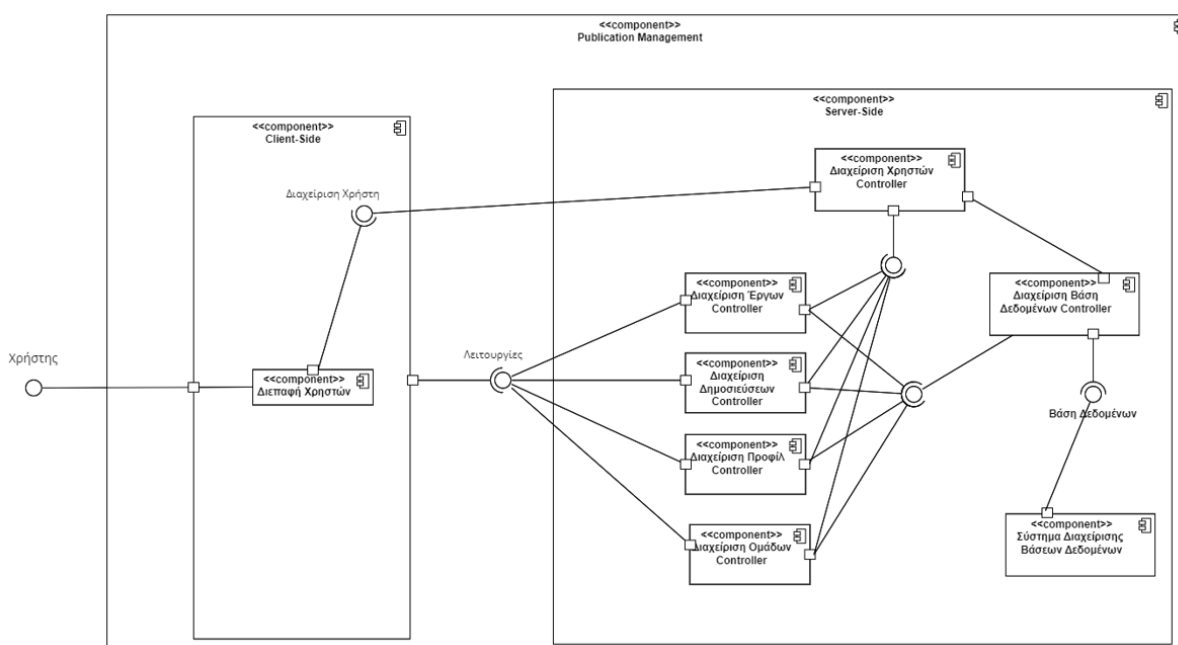 <<component>>
Publication Management
<<component>>
Client-Side
Διαχείριση Χρήστη
Χρήστης
<<component>>
Διεπαφή Χρηστών
Λειτουργίες
<<component>>
Server-Side
<<component>>
Διαχείριση Χρηστών
Controller
<<component>>
Διαχείριση Έργων
Controller
<<component>>
Διαχείριση
Δημοσιεύσεων
Controller
<<component>>
Διαχείριση Προφίλ
Controller
<<component>>
Διαχείριση Ομάδων
Controller
<<component>>
Διαχείριση Βάση
Δεδομένων Controller
Βάση Δεδομένων
<<component>>
Σύστημα Διαχείρισης
Βάσεων Δεδομένων